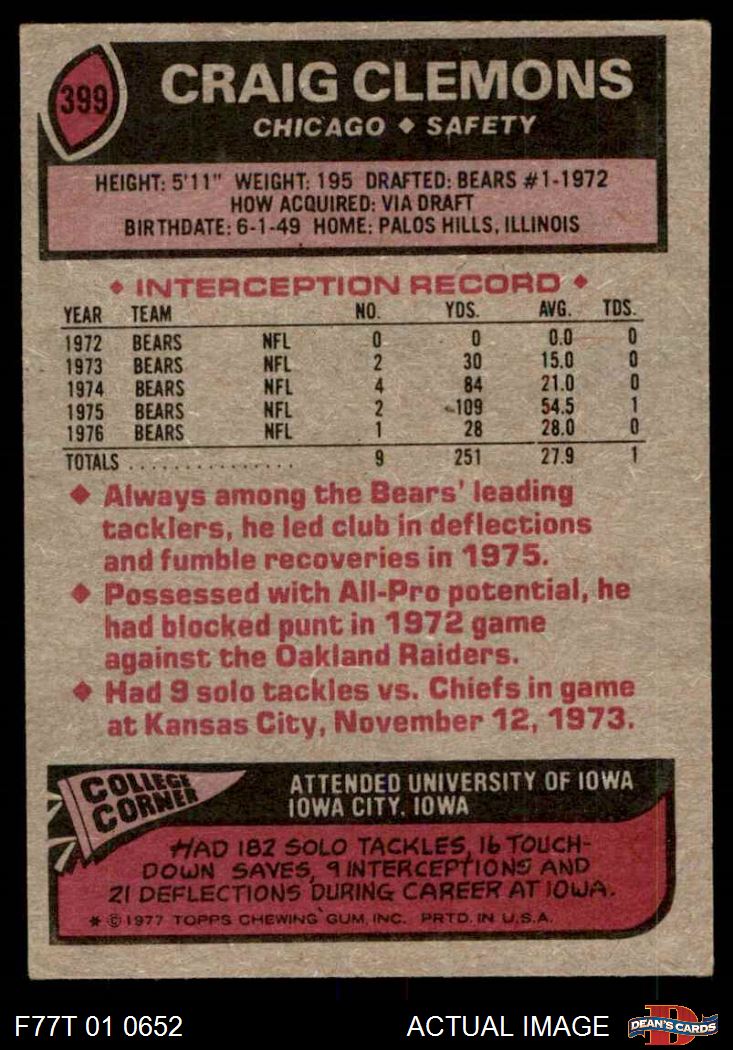 399
CRAIG CLEMONS
CHICAGO ◆ SAFETY
HEIGHT: 5'11" WEIGHT: 195 DRAFTED: BEARS #1-1972
HOW ACQUIRED: VIA DRAFT
BIRTHDATE: 6-1-49 HOME: PALOS HILLS, ILLINOIS
◆ INTERCEPTION RECORD ◆
YEAR TEAM NO. YDS. AVG. TDS.
1972 BEARS NFL 0 0 0.0 0
1973 BEARS NFL 2 30 15.0 0
1974 BEARS NFL 4 84 21.0 0
1975 BEARS NFL 2 109 54.5 1
1976 BEARS NFL 1 28 28.0 0
TOTALS ............... 9 251 27.9 1
◆ Always among the Bears' leading
tacklers, he led club in deflections
and fumble recoveries in 1975.
◆ Possessed with All-Pro potential, he
had blocked punt in 1972 game
against the Oakland Raiders.
◆ Had 9 solo tackles vs. Chiefs in game
at Kansas City, November 12, 1973.
COLLEGE
CORNER
ATTENDED UNIVERSITY OF IOWA
IOWA CITY, IOWA
HAD 182 SOLO TACKLES, 16 TOUCH-
DOWN SAVES, 9 INTERCEPTIONS AND
21 DEFLECTIONS DURING CAREER AT IOWA.
* © 1977 TOPPS CHEWING GUM, INC. PRTD. IN U.S.A.
F77T 01 0652 ACTUAL IMAGE
D
DEAN'S CARDS